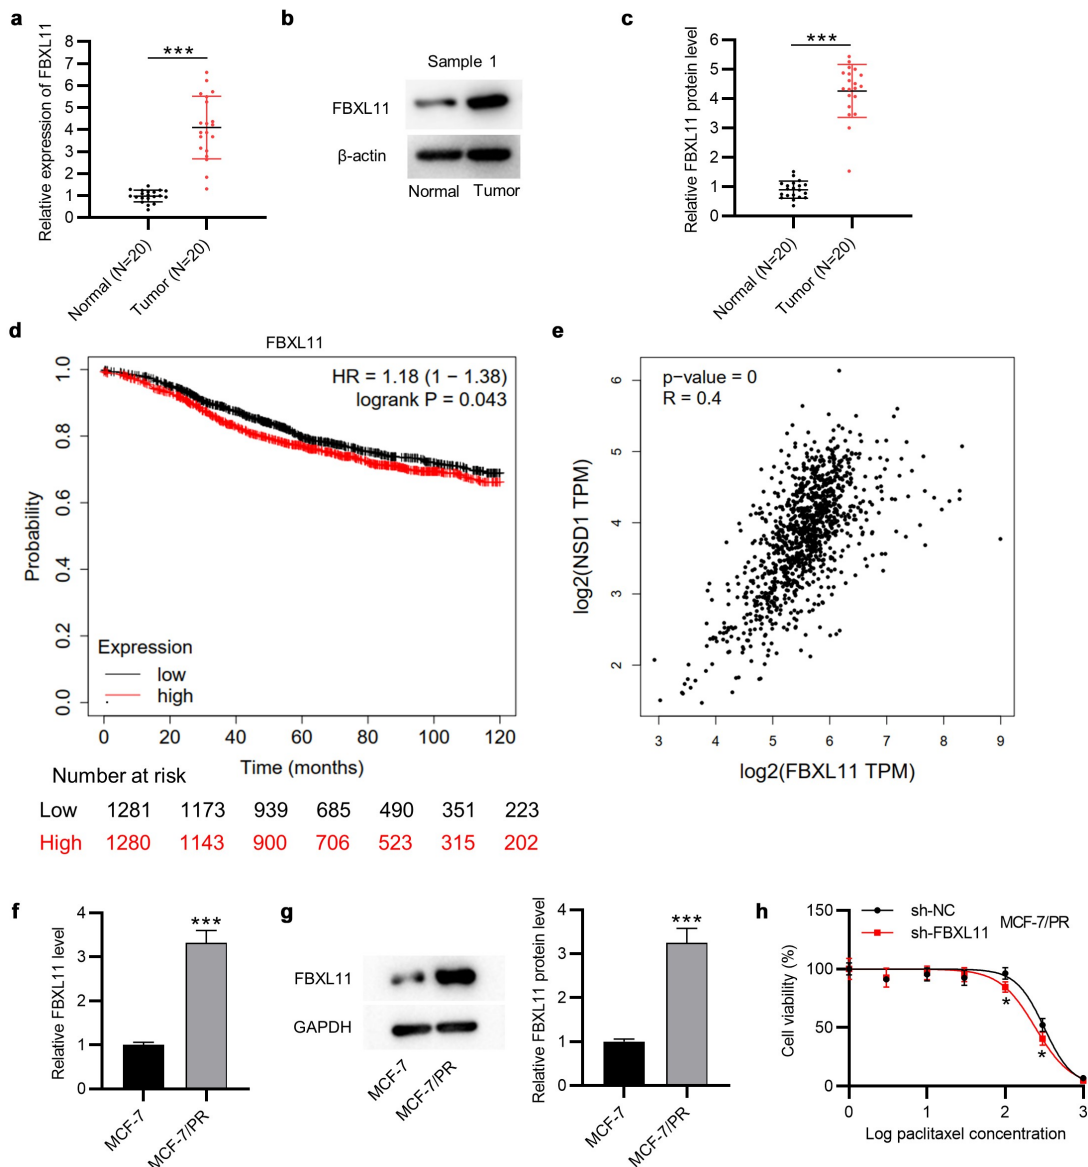 a
Relative expression of FBXL11
8
7
6
5
4
3
2
1
0
***
Normal (N=20)
Tumor (N=20)
b
Sample 1
FBXL11
β-actin
Normal Tumor
c
Relative FBXL11 protein level
6
5
4
3
2
1
0
***
Normal (N=20)
Tumor (N=20)
d
FBXL11
HR = 1.18 (1 − 1.38)
logrank P = 0.043
Probability
1.0
0.8
0.6
0.4
0.2
0.0
Expression
low
high
0 20 40 60 80 100 120
Time (months)
Number at risk
Low 1281 1173 939 685 490 351 223
High 1280 1143 900 706 523 315 202
e
p−value = 0
R = 0.4
log2(NSD1 TPM)
6
5
4
3
2
3 4 5 6 7 8 9
log2(FBXL11 TPM)
f
Relative FBXL11 level
4
3
2
1
0
***
MCF-7
MCF-7/PR
g
FBXL11
GAPDH
MCF-7
MCF-7/PR
Relative FBXL11 protein level
4
3
2
1
0
***
MCF-7
MCF-7/PR
h
sh-NC
sh-FBXL11
MCF-7/PR
Cell viability (%)
150
100
50
0
*
*
0 1 2 3
Log paclitaxel concentration